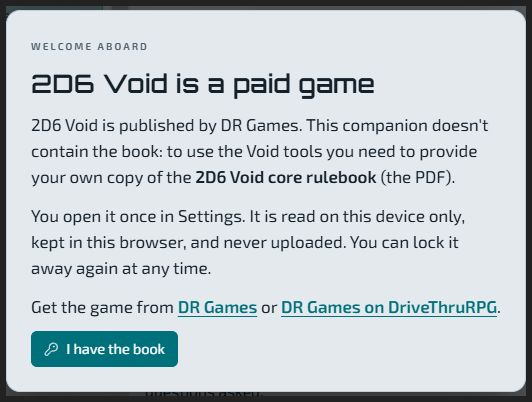 WELCOME ABOARD
2D6 Void is a paid game
2D6 Void is published by DR Games. This companion doesn't
contain the book: to use the Void tools you need to provide
your own copy of the 2D6 Void core rulebook (the PDF).
You open it once in Settings. It is read on this device only,
kept in this browser, and never uploaded. You can lock it
away again at any time.
Get the game from DR Games or DR Games on DriveThruRPG.
I have the book
questions asked.